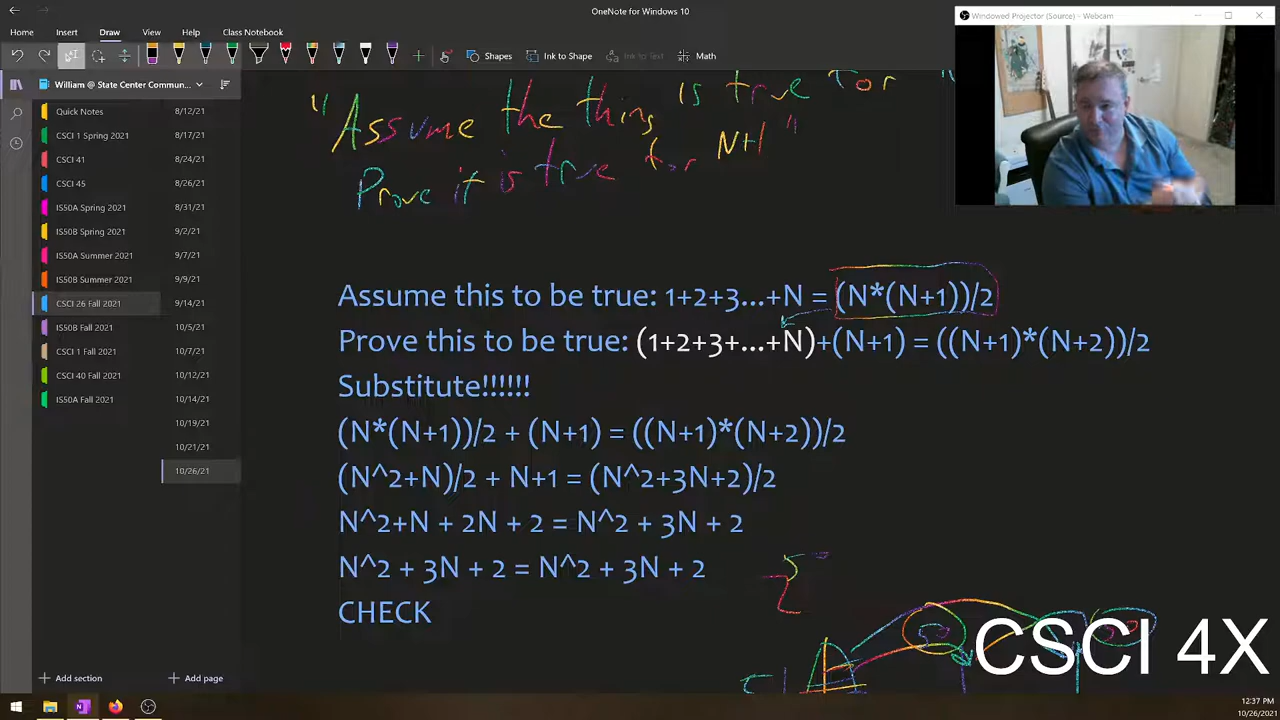 OneNote for Windows 10
Windowed Projector (Source) - Webcam
Home Insert Draw View Help Class Notebook
Shapes Ink to Shape Ink to Text Math
William @ State Center Commun...
Quick Notes 8/12/21
CSCI 1 Spring 2021 8/17/21
CSCI 41 8/24/21
CSCI 45 8/26/21
IS50A Spring 2021 8/31/21
IS50B Spring 2021 9/2/21
IS50A Summer 2021 9/7/21
IS50B Summer 2021 9/9/21
CSCI 26 Fall 2021 9/14/21
IS50B Fall 2021 10/5/21
CSCI 1 Fall 2021 10/7/21
CSCI 40 Fall 2021 10/12/21
IS50A Fall 2021 10/14/21
10/19/21
10/21/21
10/26/21
"Assume the thing is true for
Prove it is true for N+1"
Assume this to be true: 1+2+3...+N = (N*(N+1))/2
Prove this to be true: (1+2+3+...+N)+(N+1) = ((N+1)*(N+2))/2
Substitute!!!!!!
(N*(N+1))/2 + (N+1) = ((N+1)*(N+2))/2
(N^2+N)/2 + N+1 = (N^2+3N+2)/2
N^2+N + 2N + 2 = N^2 + 3N + 2
N^2 + 3N + 2 = N^2 + 3N + 2
CHECK
CSCI 4X
Add section Add page
12:37 PM
10/26/2021